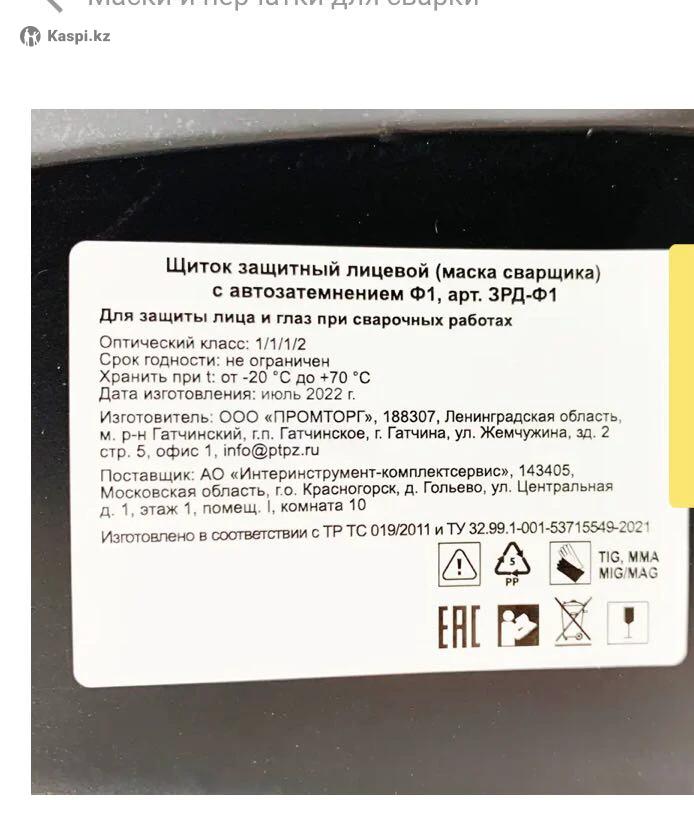 Маски и перчатки для сварки
Kaspi.kz
Щиток защитный лицевой (маска сварщика)
с автозатемнением Ф1, арт. ЗРД-Ф1
Для защиты лица и глаз при сварочных работах
Оптический класс: 1/1/1/2
Срок годности: не ограничен
Хранить при t: от -20 °С до +70 °С
Дата изготовления: июль 2022 г.
Изготовитель: ООО «ПРОМТОРГ», 188307, Ленинградская область,
м. р-н Гатчинский, г.п. Гатчинское, г. Гатчина, ул. Жемчужина, зд. 2
стр. 5, офис 1, info@ptpz.ru
Поставщик: АО «Интеринструмент-комплектсервис», 143405,
Московская область, г.о. Красногорск, д. Гольево, ул. Центральная
д. 1, этаж 1, помещ. I, комната 10
Изготовлено в соответствии с ТР ТС 019/2011 и ТУ 32.99.1-001-53715549-2021
5
PP
TIG, MMA
MIG/MAG
EAC